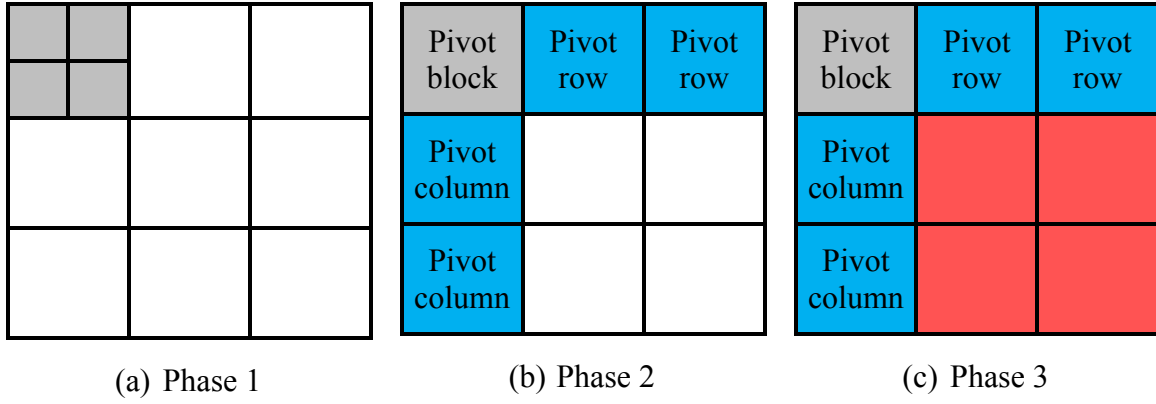 Pivot
block
Pivot
row
Pivot
row
Pivot
column
Pivot
column
Pivot
block
Pivot
row
Pivot
row
Pivot
column
Pivot
column
(a) Phase 1
(b) Phase 2
(c) Phase 3